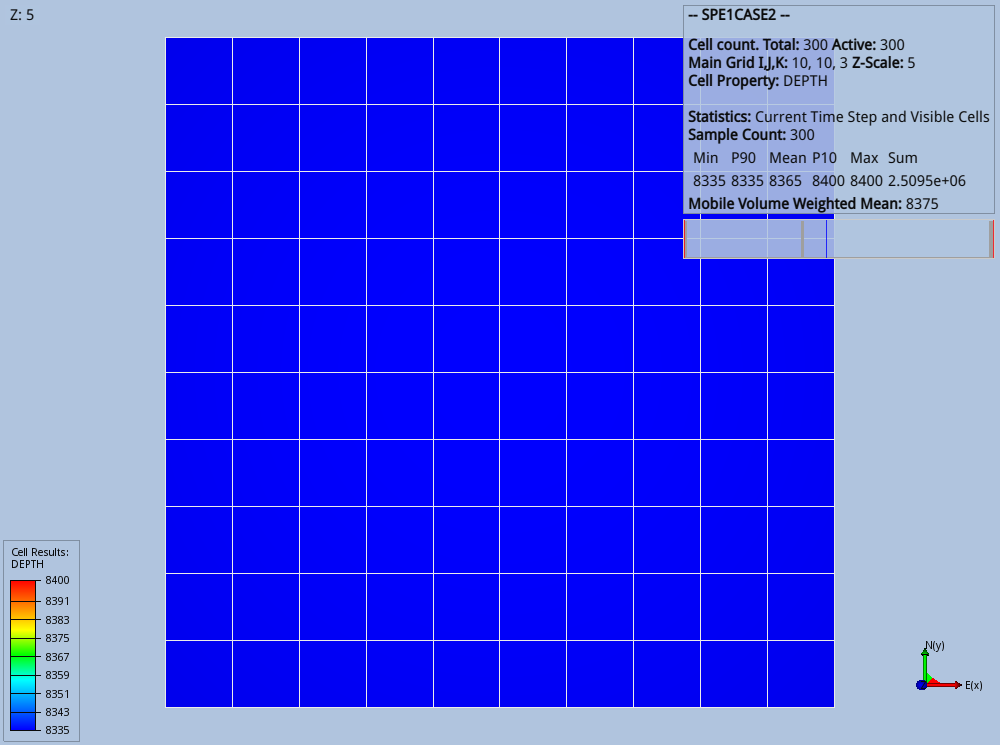 Z: 5
-- SPE1CASE2 --
Cell count. Total: 300 Active: 300
Main Grid I,J,K: 10, 10, 3 Z-Scale: 5
Cell Property: DEPTH
Statistics: Current Time Step and Visible Cells
Sample Count: 300
Min P90 Mean P10 Max Sum
8335 8335 8365 8400 8400 2.5095e+06
Mobile Volume Weighted Mean: 8375
Cell Results:
DEPTH
8400
8391
8383
8375
8367
8359
8351
8343
8335
N(y)
E(x)